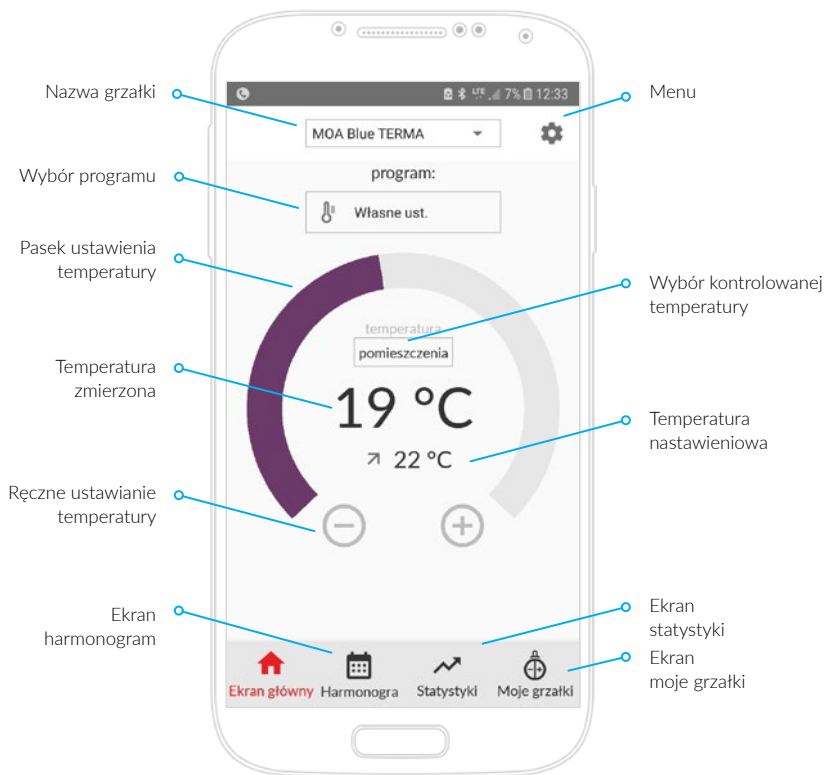 7% 12:33
Nazwa grzałki
Menu
MOA Blue TERMA
program:
Wybór programu
Własne ust.
Pasek ustawienia
temperatury
Wybór kontrolowanej
temperatury
temperatura
pomieszczenia
Temperatura
zmierzona
19 °C
Temperatura
nastawieniowa
22 °C
Ręczne ustawianie
temperatury
Ekran
harmonogram
Ekran
statystyki
Ekran
moje grzałki
Ekran główny
Harmonogra
Statystyki
Moje grzałki